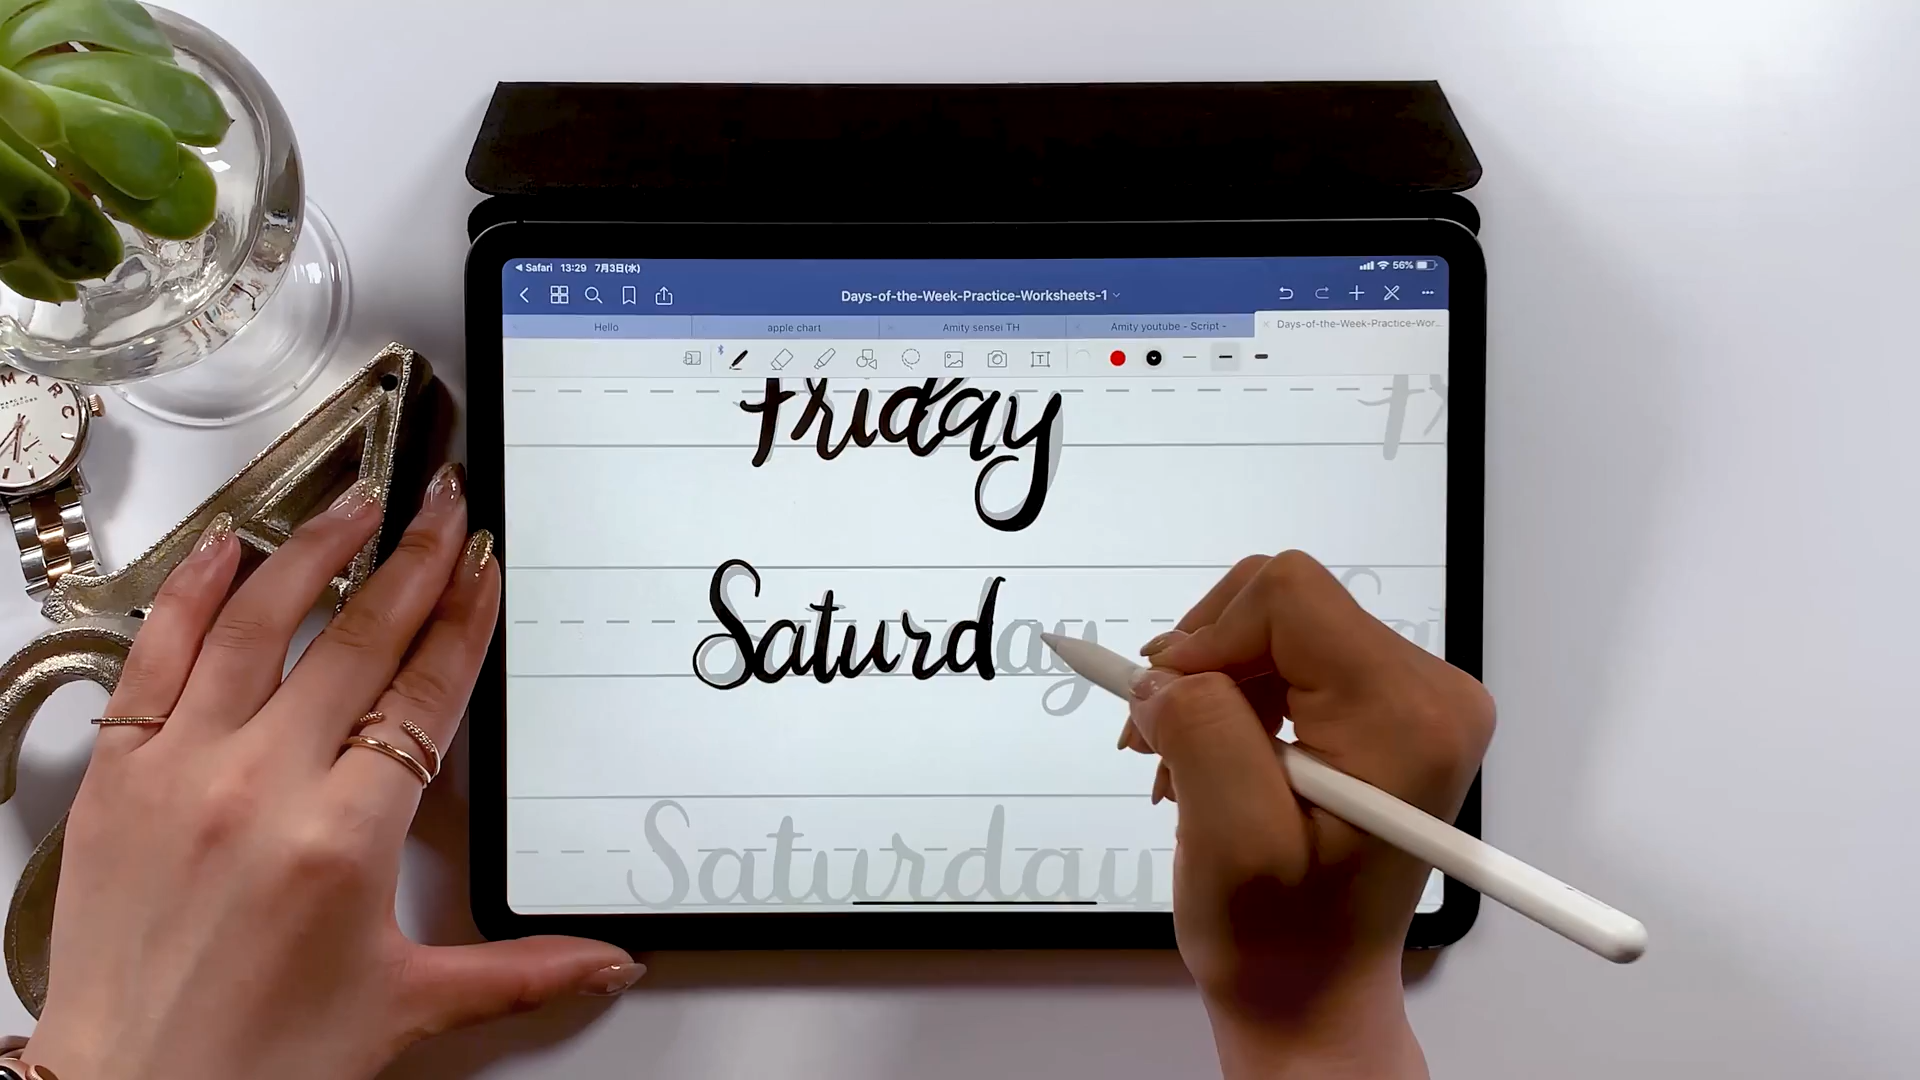 Safari 13:29 7月3日(水) 56%
Days-of-the-Week-Practice-Worksheets-1
Hello apple chart Amity sensei TH Amity youtube - Script - Days-of-the-Week-Practice-Wor...
T
Friday
Saturday
Saturday
MARC